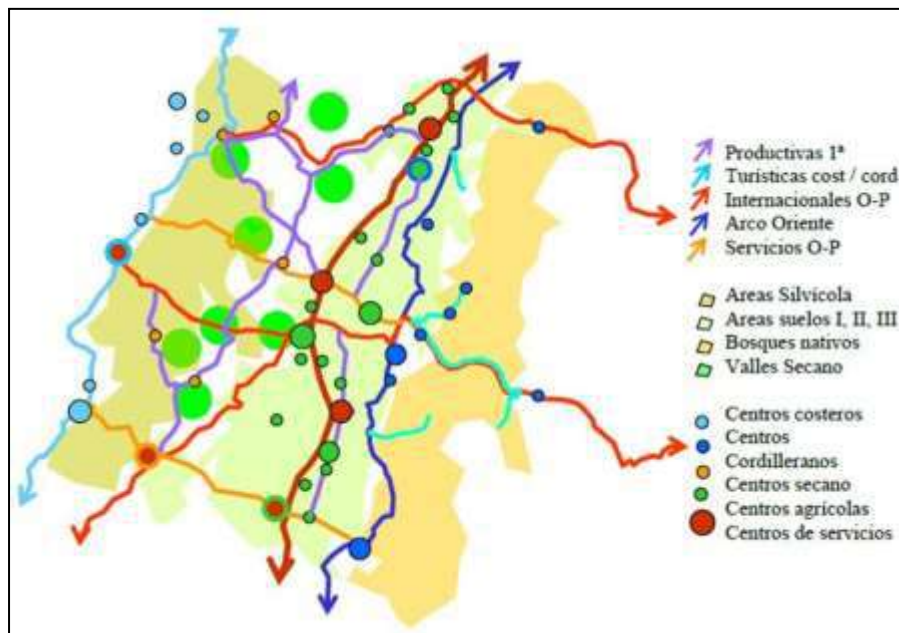 Productivas 1ª
Turísticas cost / cord
Internacionales O-P
Arco Oriente
Servicios O-P
Areas Silvícola
Areas suelos I, II, III
Bosques nativos
Valles Secano
Centros costeros
Centros
Cordilleranos
Centros secano
Centros agrícolas
Centros de servicios